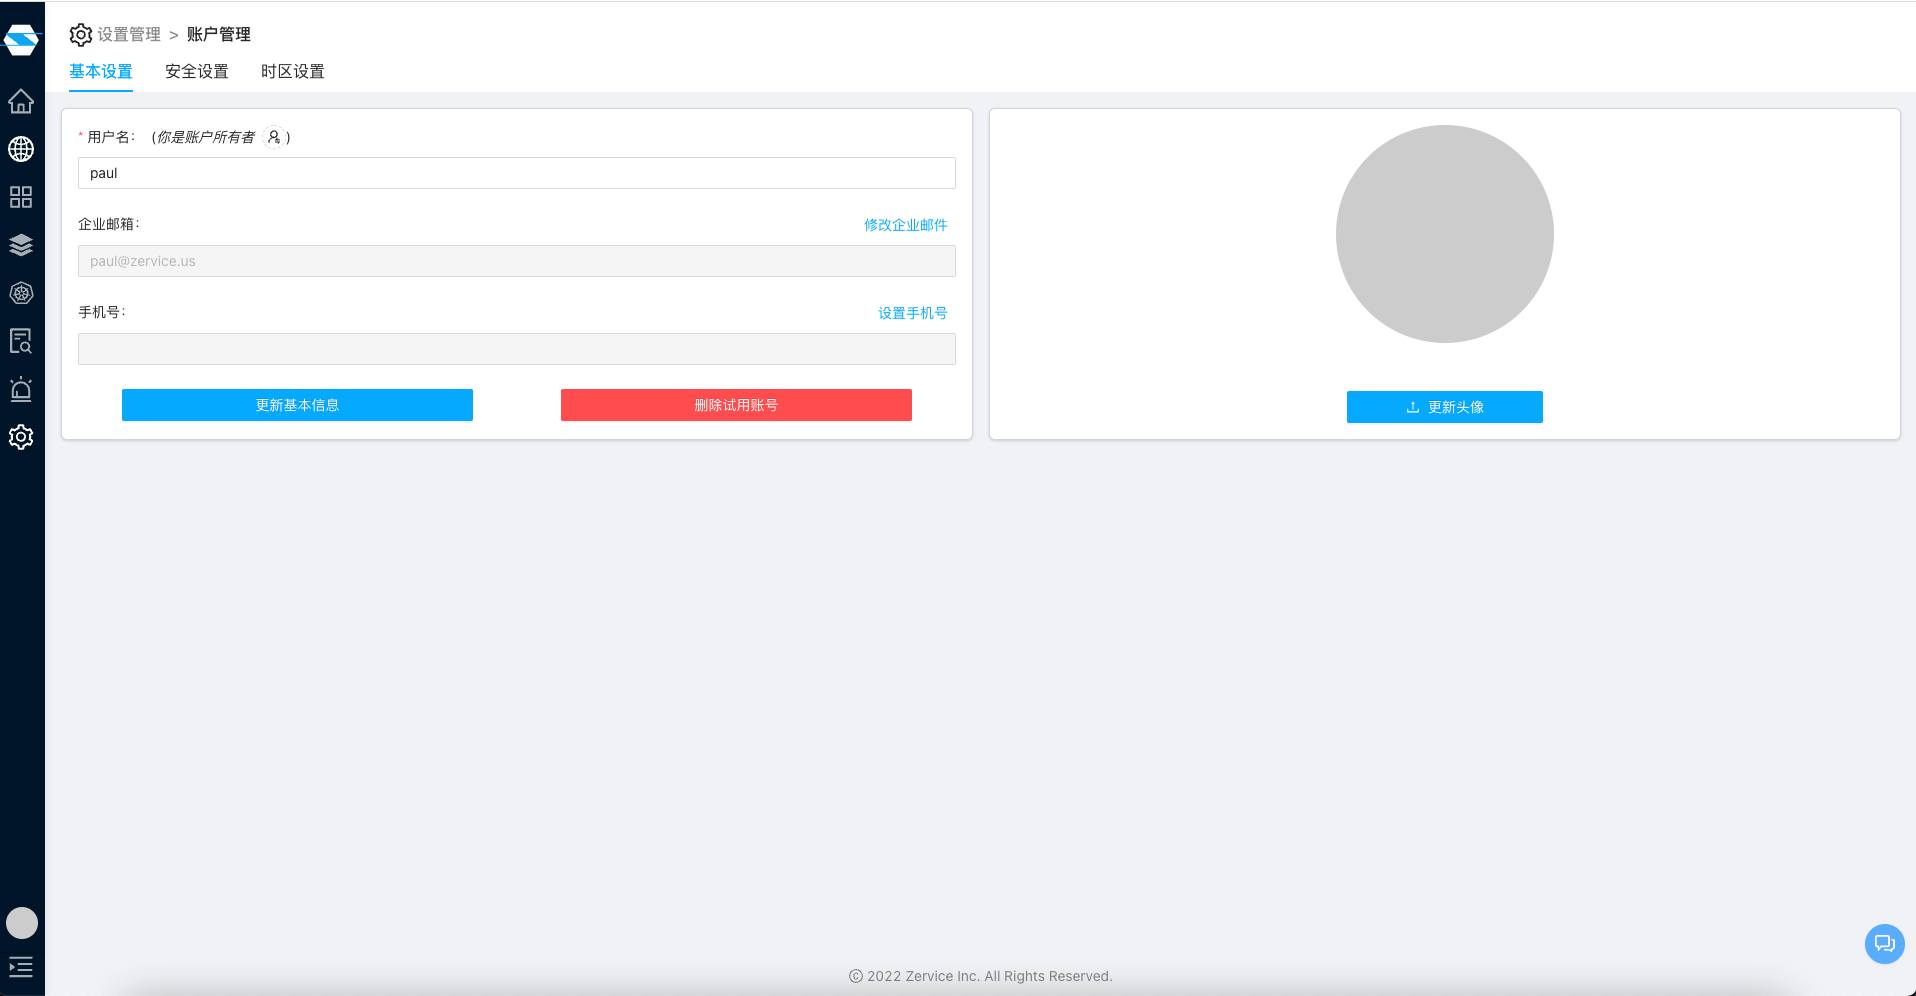 设置管理 > 账户管理
基本设置 安全设置 时区设置
* 用户名： (你是账户所有者 )
paul
企业邮箱： 修改企业邮件
paul@zervice.us
手机号： 设置手机号
更新基本信息 删除试用账号
更新头像
© 2022 Zervice Inc. All Rights Reserved.